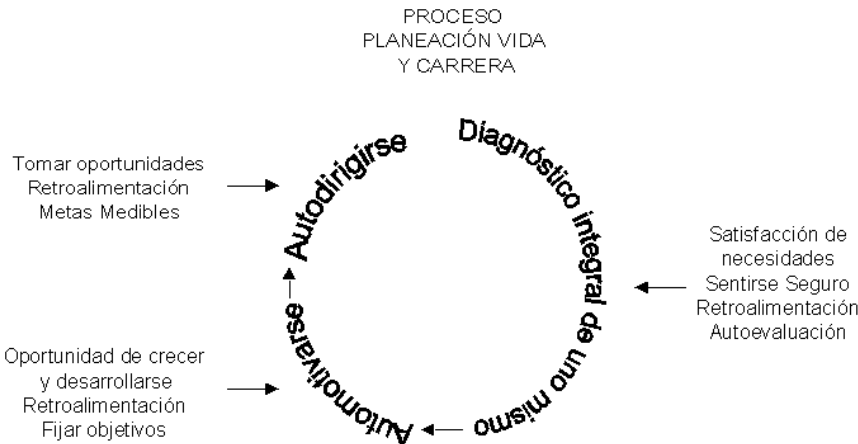 PROCESO
PLANEACIÓN VIDA
Y CARRERA
Diagnóstico integral de uno mismo
Satisfacción de
necesidades
Sentirse Seguro
Retroalimentación
Autoevaluación
Automotivarse
Oportunidad de crecer
y desarrollarse
Retroalimentación
Fijar objetivos
Autodirigirse
Tomar oportunidades
Retroalimentación
Metas Medibles